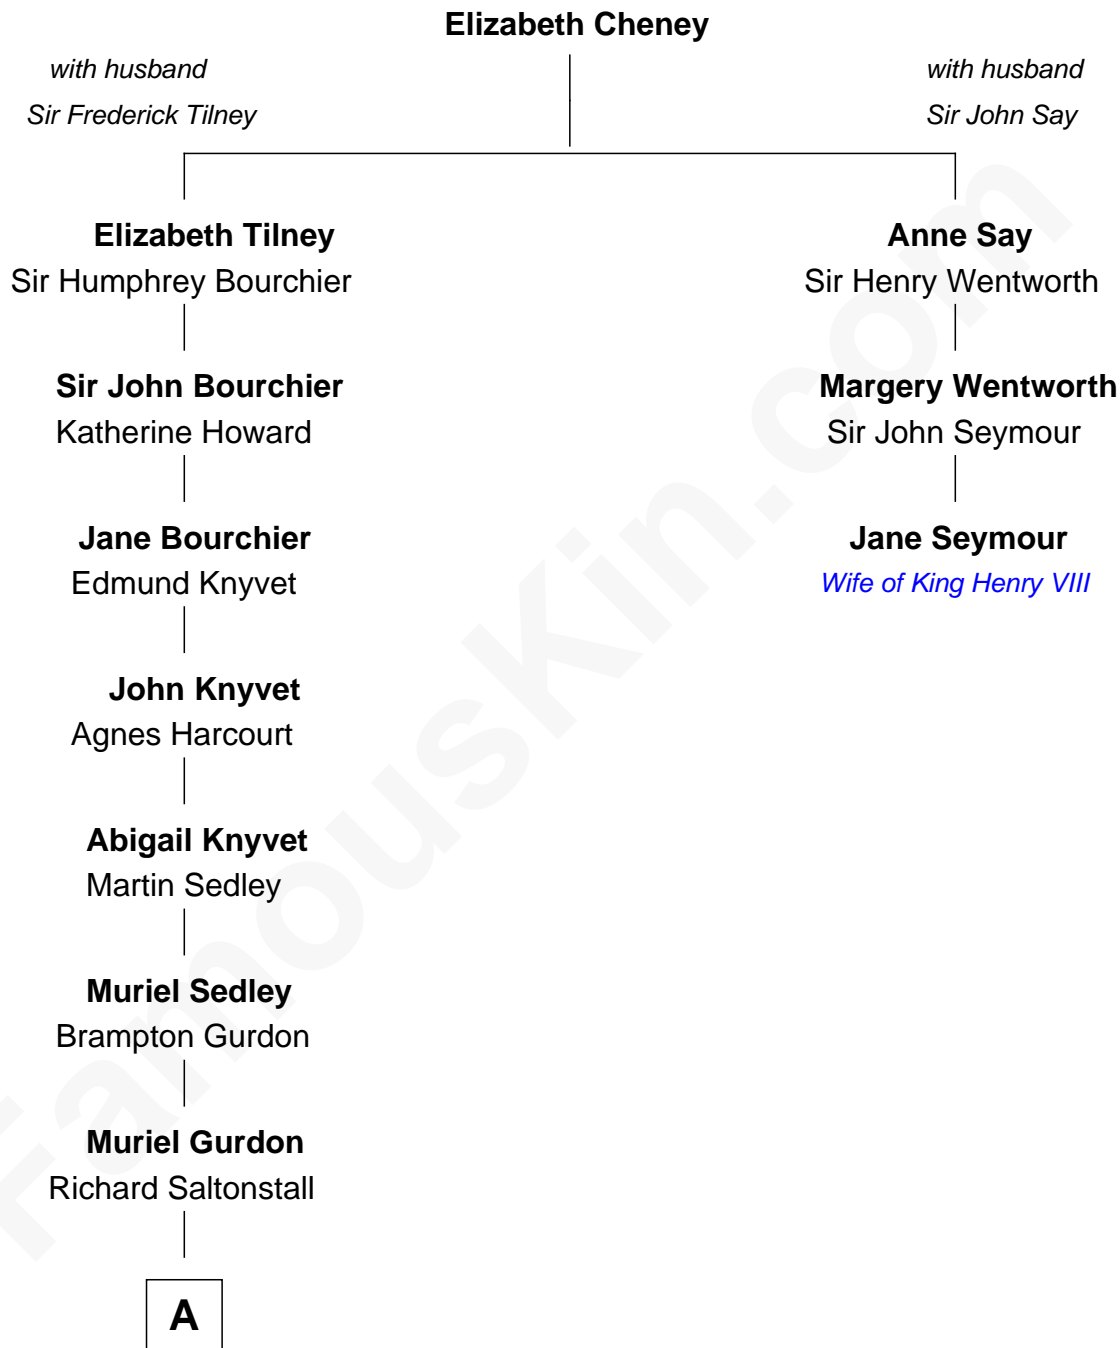 Elizabeth Cheney
with husband
Sir Frederick Tilney
with husband
Sir John Say
Elizabeth Tilney
Sir Humphrey Bourchier
Anne Say
Sir Henry Wentworth
Sir John Bourchier
Katherine Howard
Margery Wentworth
Sir John Seymour
Jane Bourchier
Edmund Knyvet
Jane Seymour
Wife of King Henry VIII
John Knyvet
Agnes Harcourt
Abigail Knyvet
Martin Sedley
Muriel Sedley
Brampton Gurdon
Muriel Gurdon
Richard Saltonstall
A
FamousKin.com